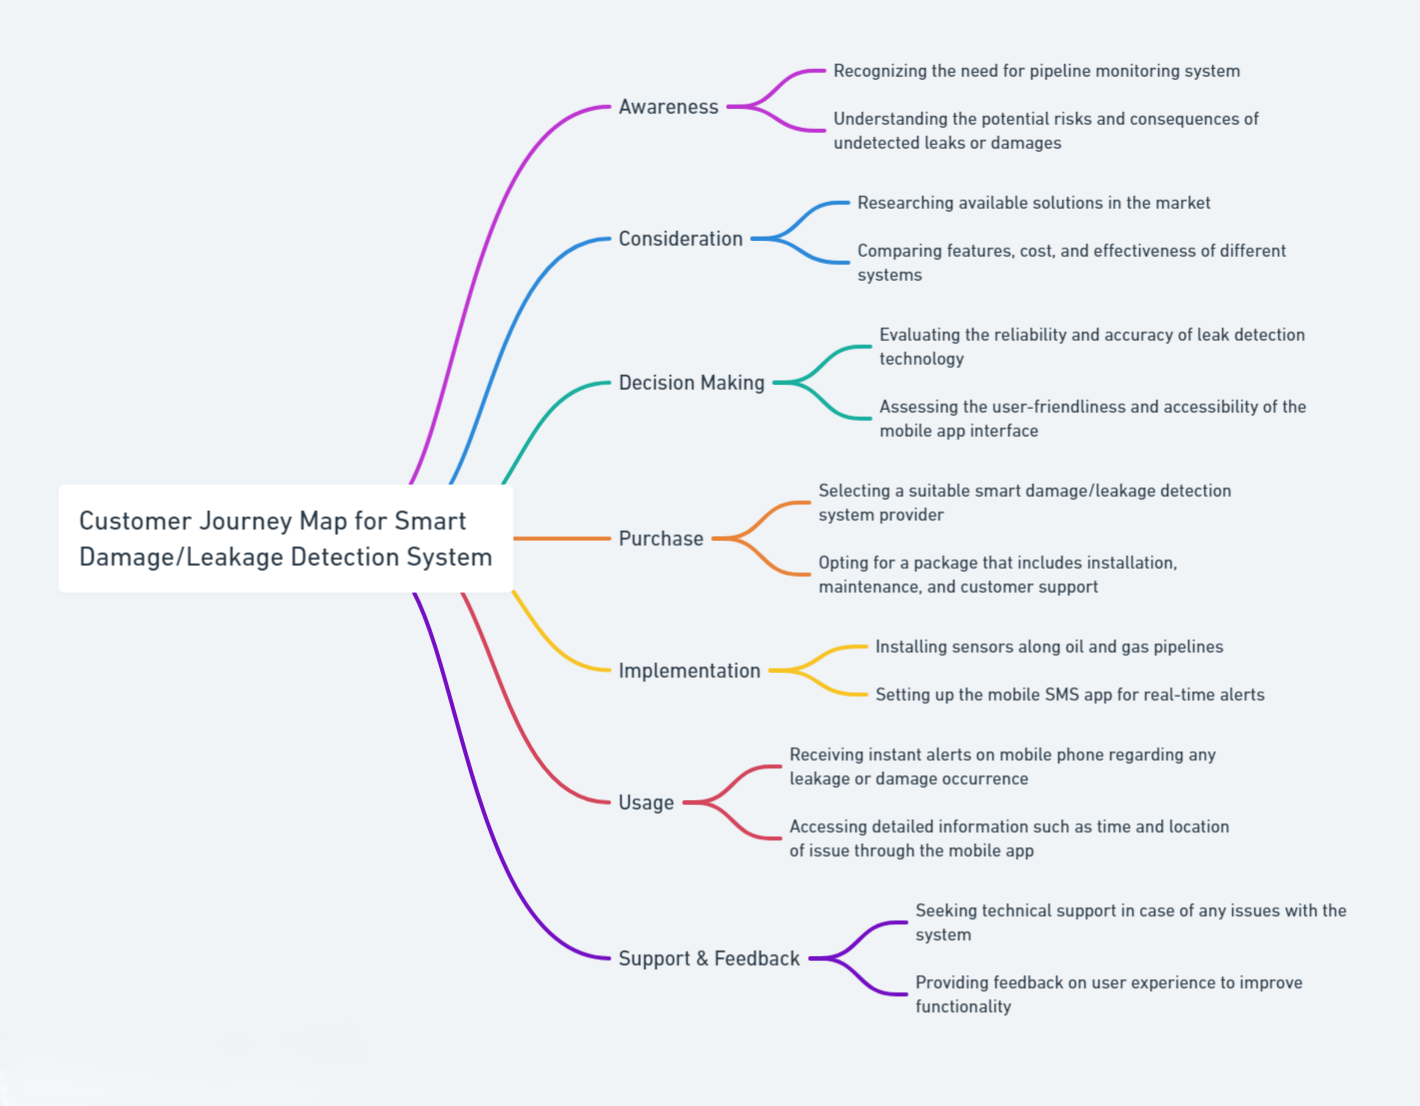 Customer Journey Map for Smart
Damage/Leakage Detection System
Awareness
Recognizing the need for pipeline monitoring system
Understanding the potential risks and consequences of
undetected leaks or damages
Consideration
Researching available solutions in the market
Comparing features, cost, and effectiveness of different
systems
Decision Making
Evaluating the reliability and accuracy of leak detection
technology
Assessing the user-friendliness and accessibility of the
mobile app interface
Purchase
Selecting a suitable smart damage/leakage detection
system provider
Opting for a package that includes installation,
maintenance, and customer support
Implementation
Installing sensors along oil and gas pipelines
Setting up the mobile SMS app for real-time alerts
Usage
Receiving instant alerts on mobile phone regarding any
leakage or damage occurrence
Accessing detailed information such as time and location
of issue through the mobile app
Support & Feedback
Seeking technical support in case of any issues with the
system
Providing feedback on user experience to improve
functionality